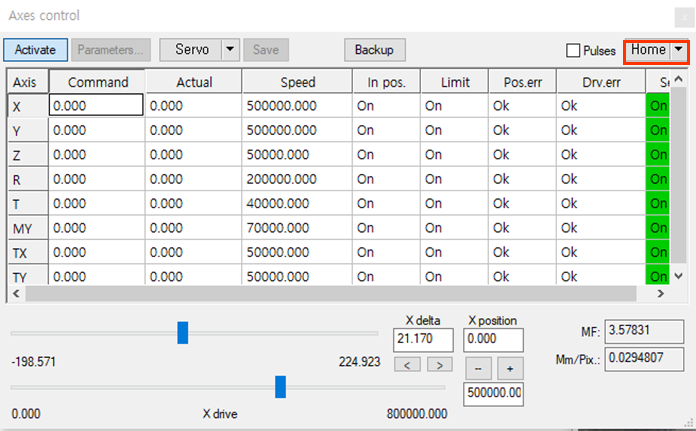 Axes control
Activate Parameters... Servo Save Backup Pulses Home
Axis Command Actual Speed In pos. Limit Pos.err Drv.err
X 0.000 0.000 500000.000 On On Ok Ok On
Y 0.000 0.000 500000.000 On On Ok Ok On
Z 0.000 0.000 50000.000 On On Ok Ok On
R 0.000 0.000 200000.000 On On Ok Ok On
T 0.000 0.000 40000.000 On On Ok Ok On
MY 0.000 0.000 70000.000 On On Ok Ok On
TX 0.000 0.000 50000.000 On On Ok Ok On
TY 0.000 0.000 50000.000 On On Ok Ok On
X delta X position
21.170 0.000 MF: 3.57831
-198.571 224.923 < > -- + Mm/Pix.: 0.0294807
500000.00
0.000 X drive 800000.000